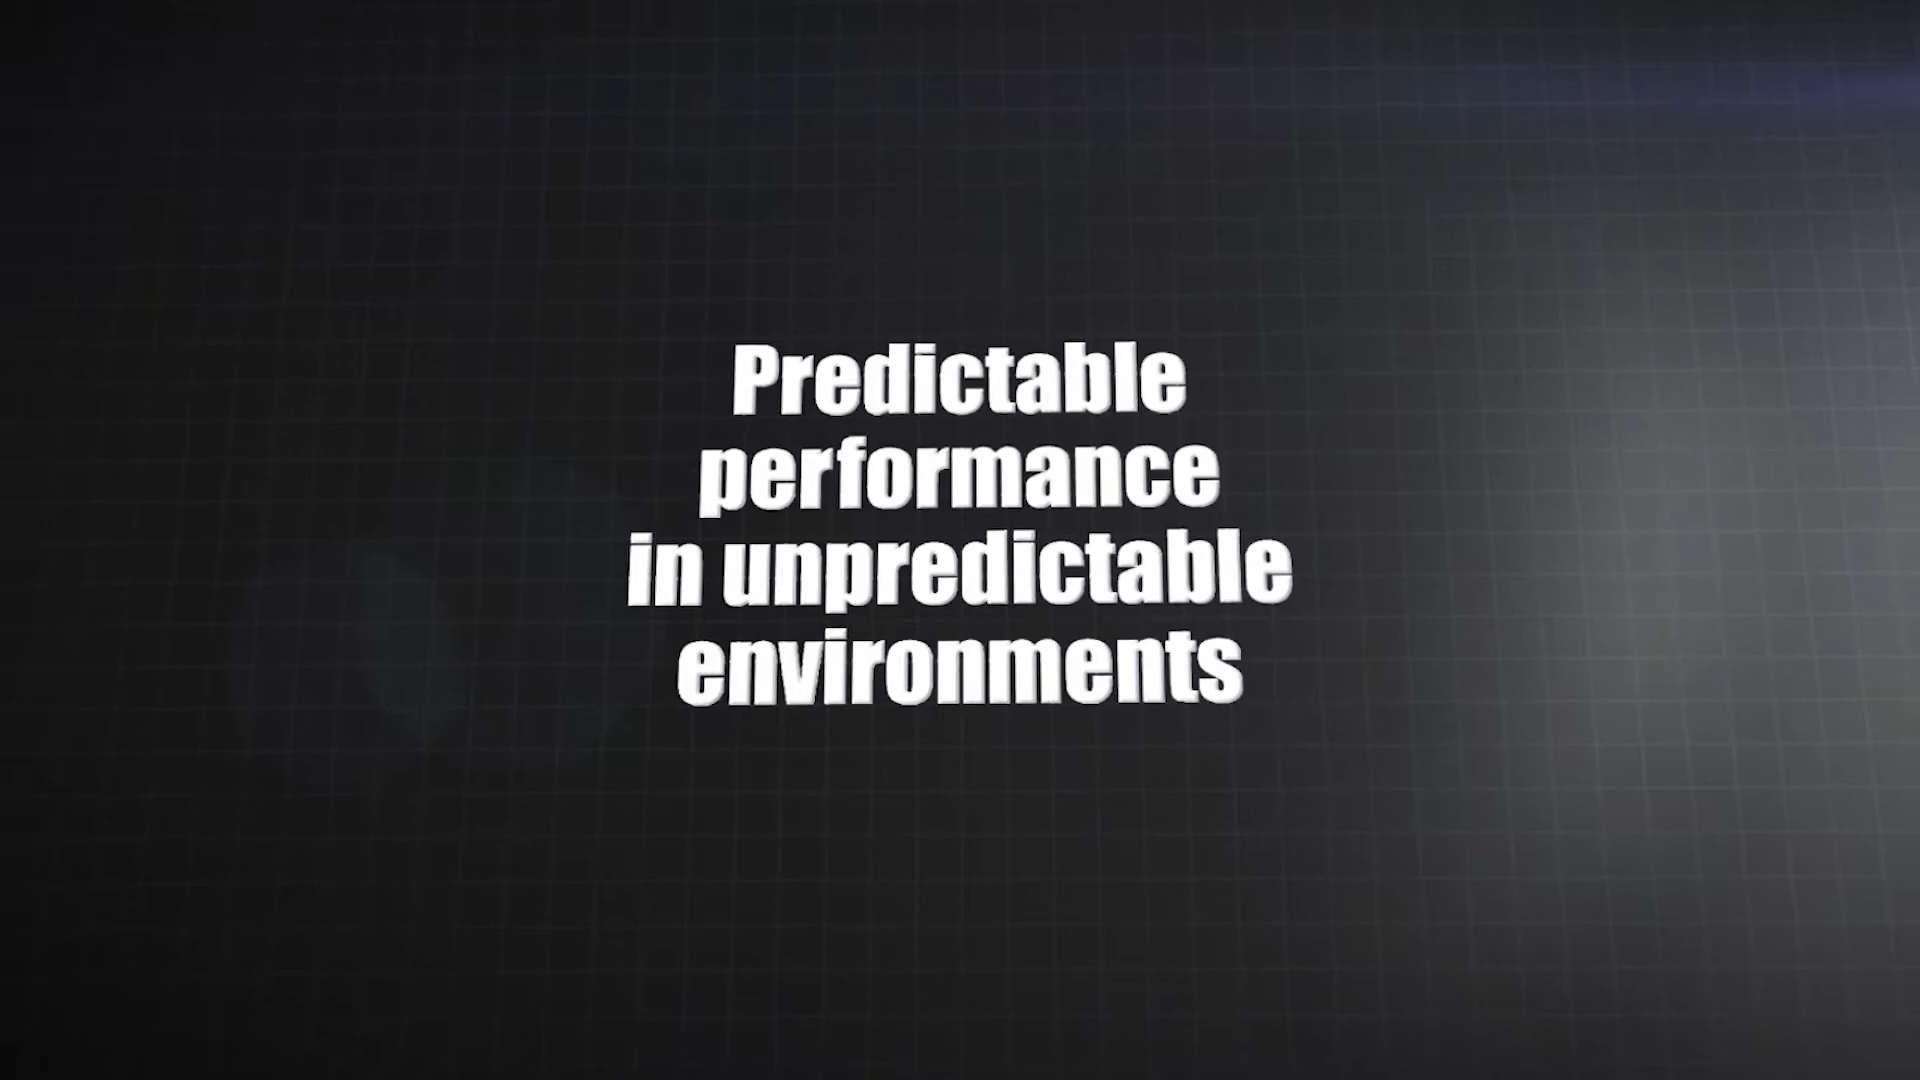 Predictable
performance
in unpredictable
environments